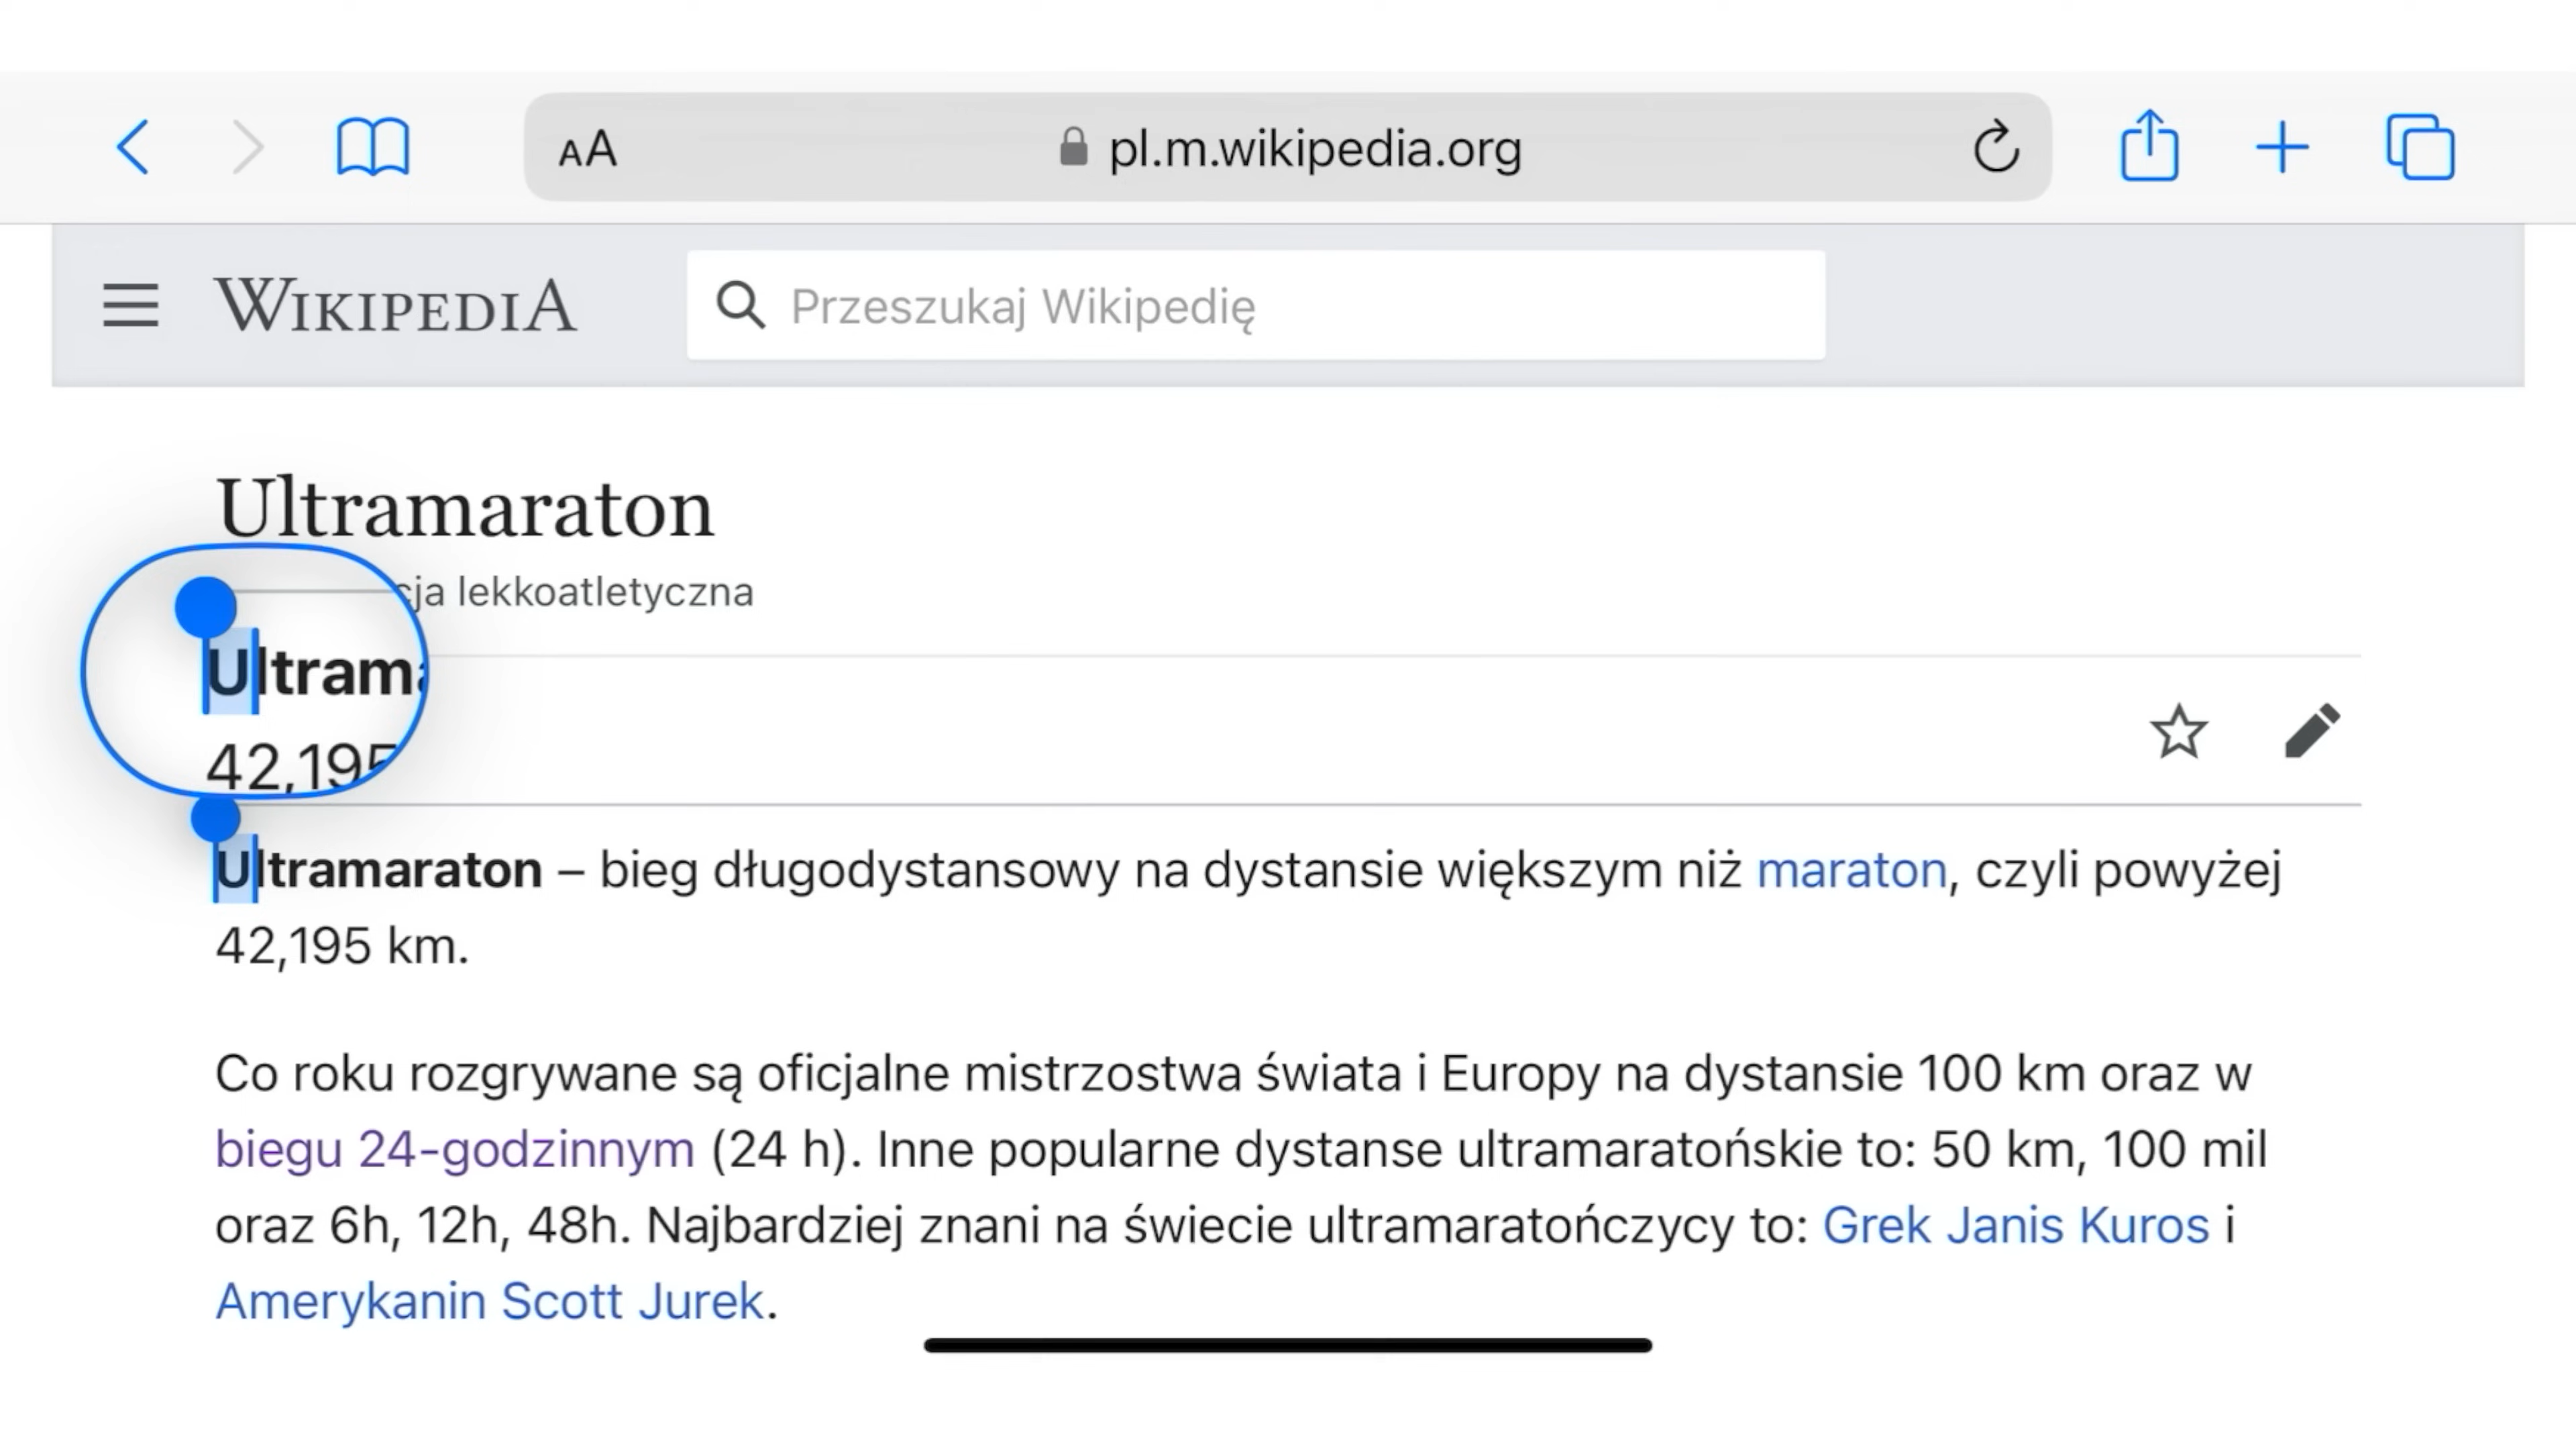 AA pl.m.wikipedia.org
WIKIPEDIA Przeszukaj Wikipedię
Ultramaraton
lekkoatletyczna
Ultram
42,195
Ultramaraton – bieg długodystansowy na dystansie większym niż maraton, czyli powyżej
42,195 km.
Co roku rozgrywane są oficjalne mistrzostwa świata i Europy na dystansie 100 km oraz w
biegu 24-godzinnym (24 h). Inne popularne dystanse ultramaratońskie to: 50 km, 100 mil
oraz 6h, 12h, 48h. Najbardziej znani na świecie ultramaratończycy to: Grek Janis Kuros i
Amerykanin Scott Jurek.